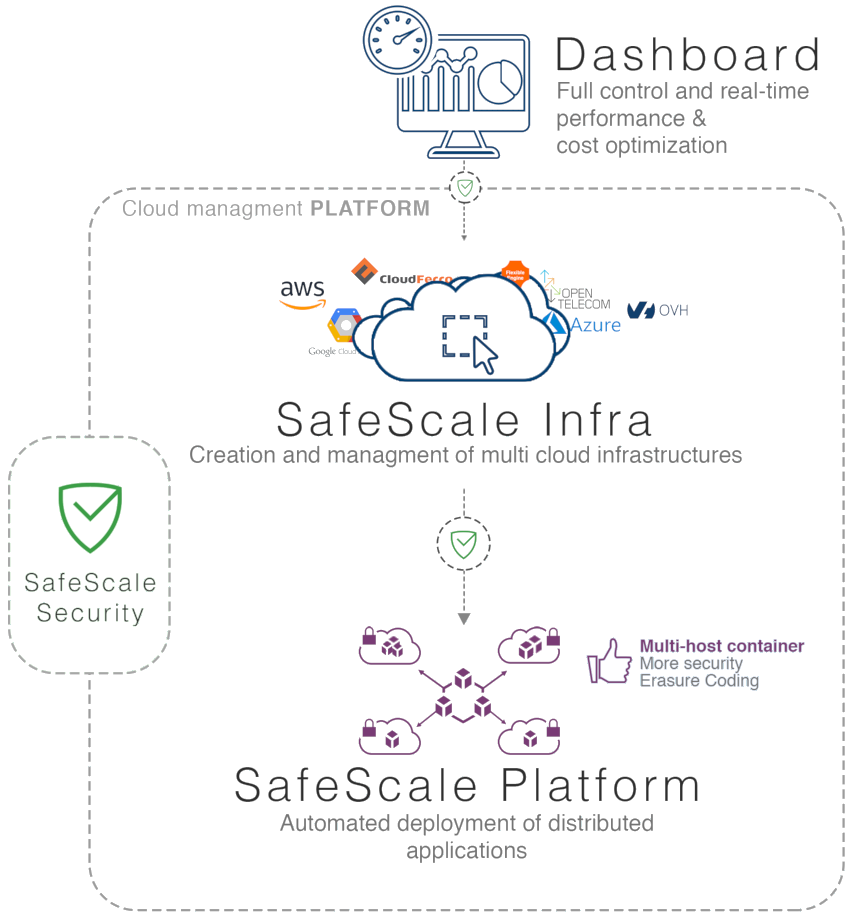 Dashboard
Full control and real-time
performance &
cost optimization
Cloud managment PLATFORM
aws
CloudFerro
Flexible
Engine
OPEN
TELECOM
OVH
Azure
Google Cloud
SafeScale Infra
Creation and managment of multi cloud infrastructures
SafeScale
Security
Multi-host container
More security
Erasure Coding
SafeScale Platform
Automated deployment of distributed
applications